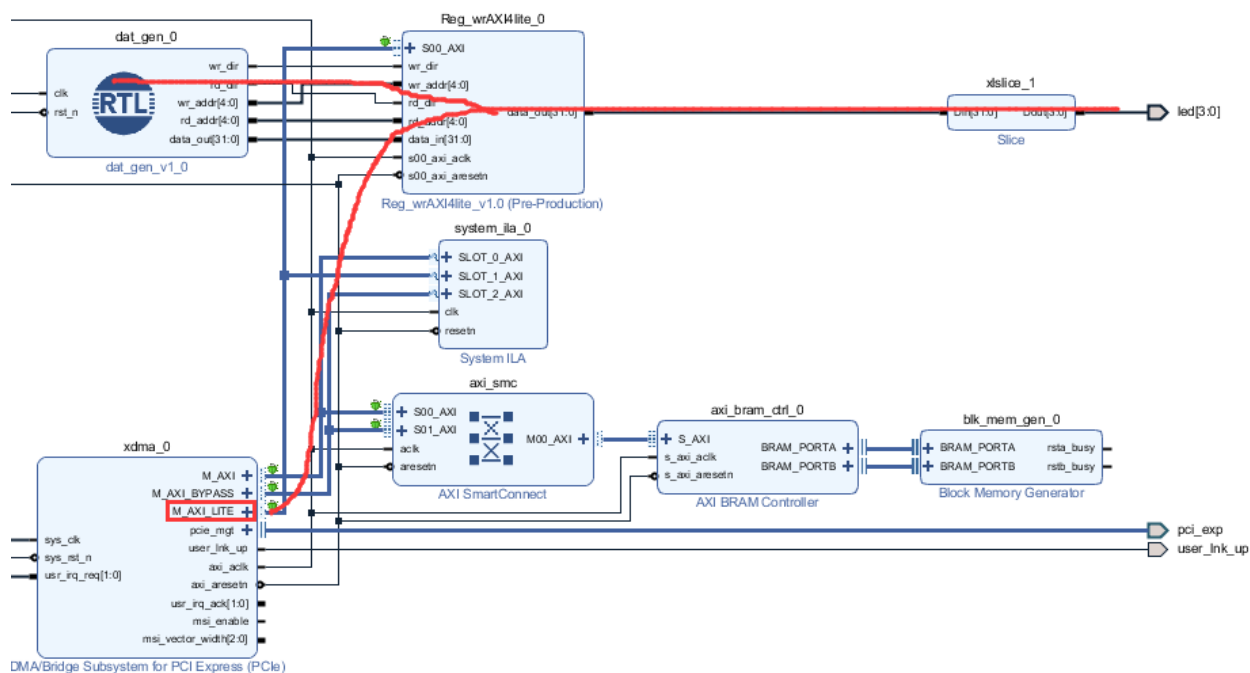 dat_gen_0
wr_dir
rd_dir
clk
wr_addr[4:0]
rst_n
rd_addr[4:0]
data_out[31:0]
RTL
dat_gen_v1_0
Reg_wrAXI4lite_0
S00_AXI
wr_dir
wr_addr[4:0]
rd_dir
rd_addr[4:0]
data_out[31:0]
data_in[31:0]
s00_axi_aclk
s00_axi_aresetn
Reg_wrAXI4lite_v1.0 (Pre-Production)
xlslice_1
Din[31:0]
Dout[3:0]
Slice
led[3:0]
system_ila_0
SLOT_0_AXI
SLOT_1_AXI
SLOT_2_AXI
clk
resetn
System ILA
axi_smc
S00_AXI
S01_AXI
M00_AXI
aclk
aresetn
AXI SmartConnect
axi_bram_ctrl_0
S_AXI
BRAM_PORTA
s_axi_aclk
BRAM_PORTB
s_axi_aresetn
AXI BRAM Controller
blk_mem_gen_0
BRAM_PORTA
rsta_busy
BRAM_PORTB
rstb_busy
Block Memory Generator
xdma_0
M_AXI
M_AXI_BYPASS
M_AXI_LITE
pcie_mgt
sys_clk
user_lnk_up
sys_rst_n
axi_aclk
usr_irq_req[1:0]
axi_aresetn
usr_irq_ack[1:0]
msi_enable
msi_vector_width[2:0]
DMA/Bridge Subsystem for PCI Express (PCIe)
pci_exp
user_lnk_up